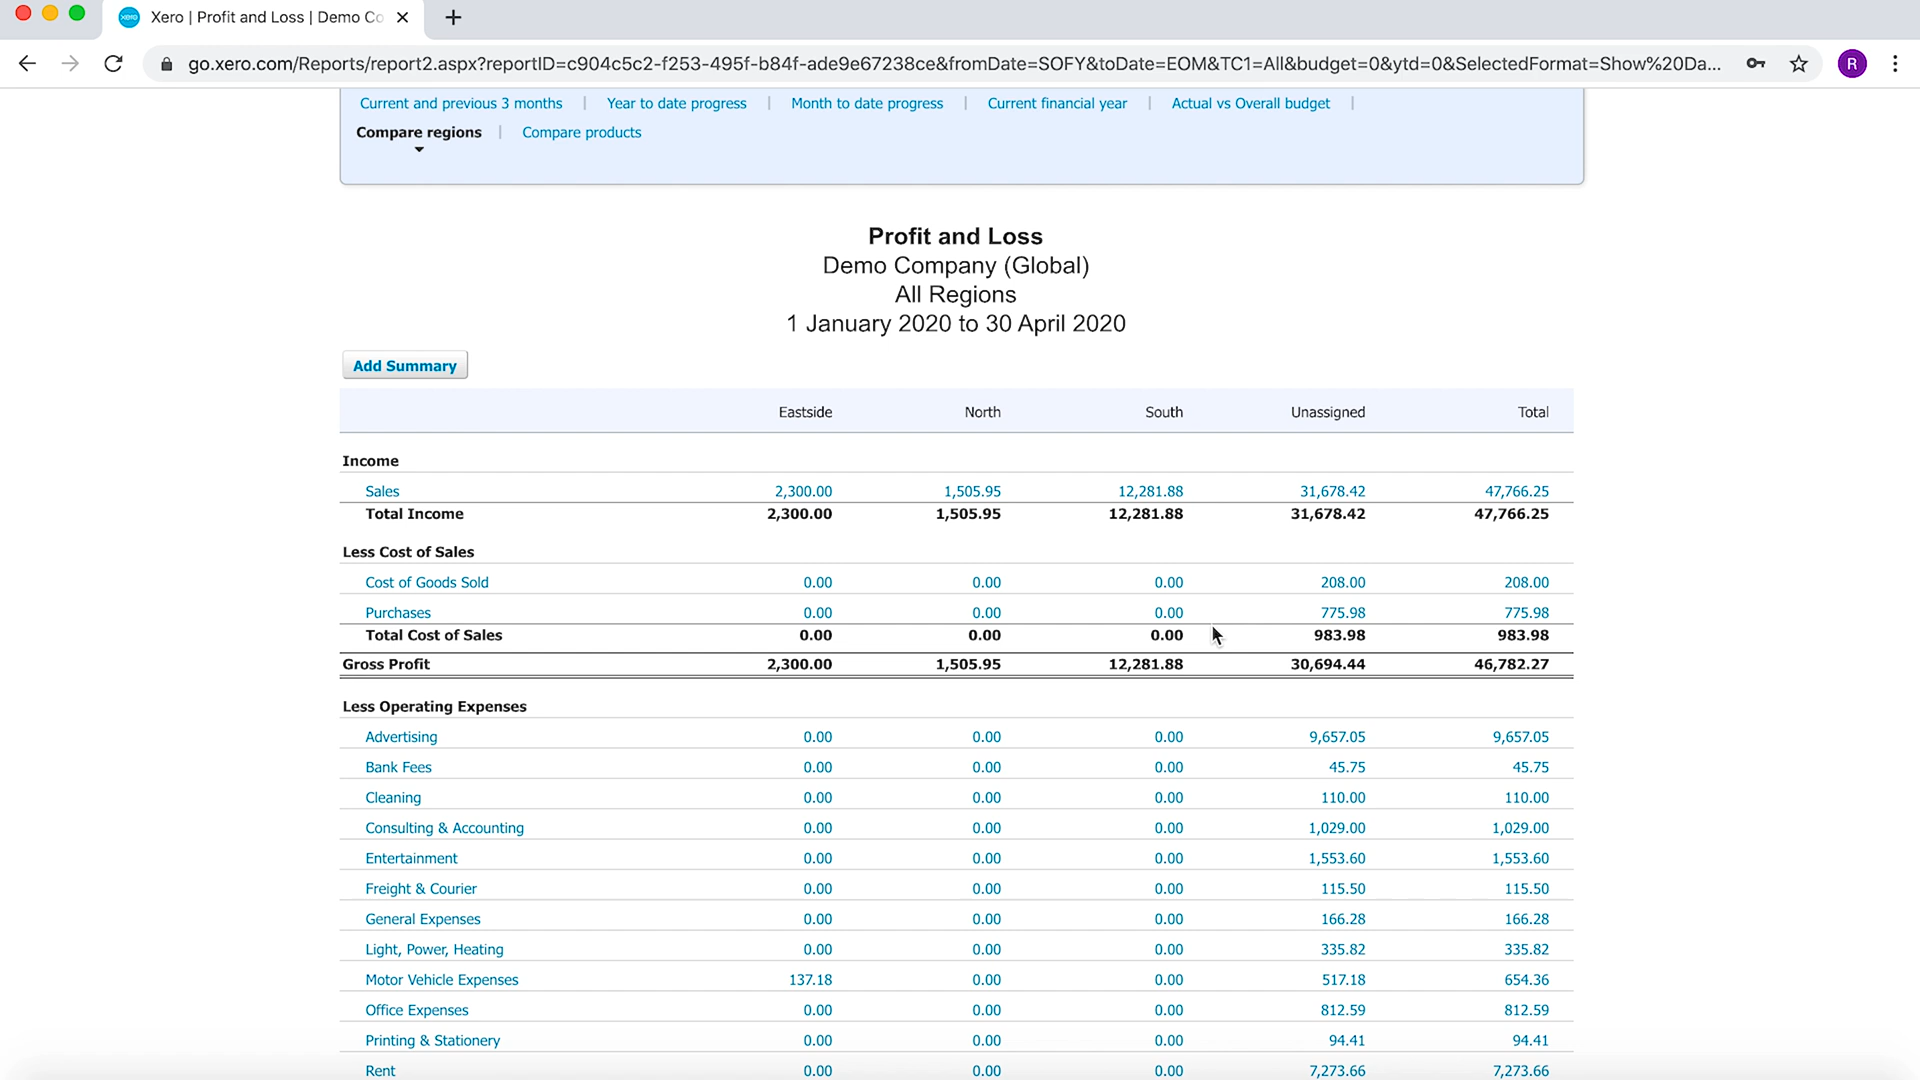 Xero | Profit and Loss | Demo Co
go.xero.com/Reports/report2.aspx?reportID=c904c5c2-f253-495f-b84f-ade9e67238ce&fromDate=SOFY&toDate=EOM&TC1=All&budget=0&ytd=0&SelectedFormat=Show%20Da... R
Current and previous 3 months | Year to date progress | Month to date progress | Current financial year | Actual vs Overall budget |
Compare regions | Compare products
Profit and Loss
Demo Company (Global)
All Regions
1 January 2020 to 30 April 2020
Add Summary
Eastside North South Unassigned Total
Income
Sales 2,300.00 1,505.95 12,281.88 31,678.42 47,766.25
Total Income 2,300.00 1,505.95 12,281.88 31,678.42 47,766.25
Less Cost of Sales
Cost of Goods Sold 0.00 0.00 0.00 208.00 208.00
Purchases 0.00 0.00 0.00 775.98 775.98
Total Cost of Sales 0.00 0.00 0.00 983.98 983.98
Gross Profit 2,300.00 1,505.95 12,281.88 30,694.44 46,782.27
Less Operating Expenses
Advertising 0.00 0.00 0.00 9,657.05 9,657.05
Bank Fees 0.00 0.00 0.00 45.75 45.75
Cleaning 0.00 0.00 0.00 110.00 110.00
Consulting & Accounting 0.00 0.00 0.00 1,029.00 1,029.00
Entertainment 0.00 0.00 0.00 1,553.60 1,553.60
Freight & Courier 0.00 0.00 0.00 115.50 115.50
General Expenses 0.00 0.00 0.00 166.28 166.28
Light, Power, Heating 0.00 0.00 0.00 335.82 335.82
Motor Vehicle Expenses 137.18 0.00 0.00 517.18 654.36
Office Expenses 0.00 0.00 0.00 812.59 812.59
Printing & Stationery 0.00 0.00 0.00 94.41 94.41
Rent 0.00 0.00 0.00 7,273.66 7,273.66